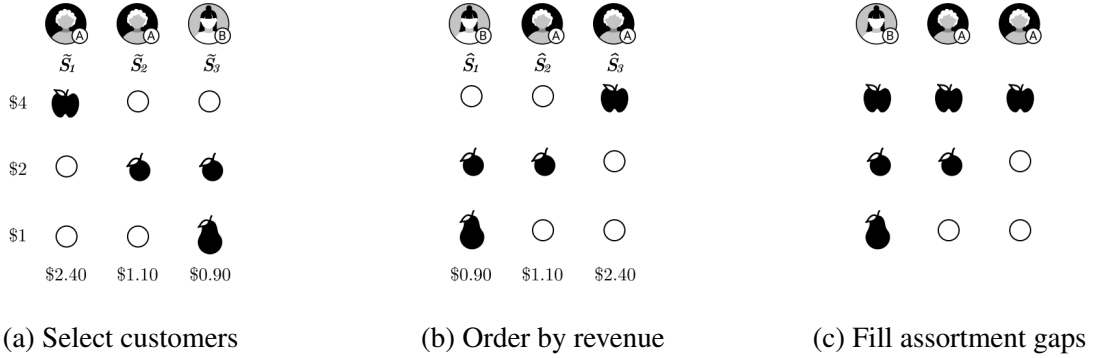 A A B B A A B A A
S̃₁ S̃₂ S̃₃ Ŝ₁ Ŝ₂ Ŝ₃
$4
$2
$1
$2.40 $1.10 $0.90 $0.90 $1.10 $2.40
(a) Select customers (b) Order by revenue (c) Fill assortment gaps